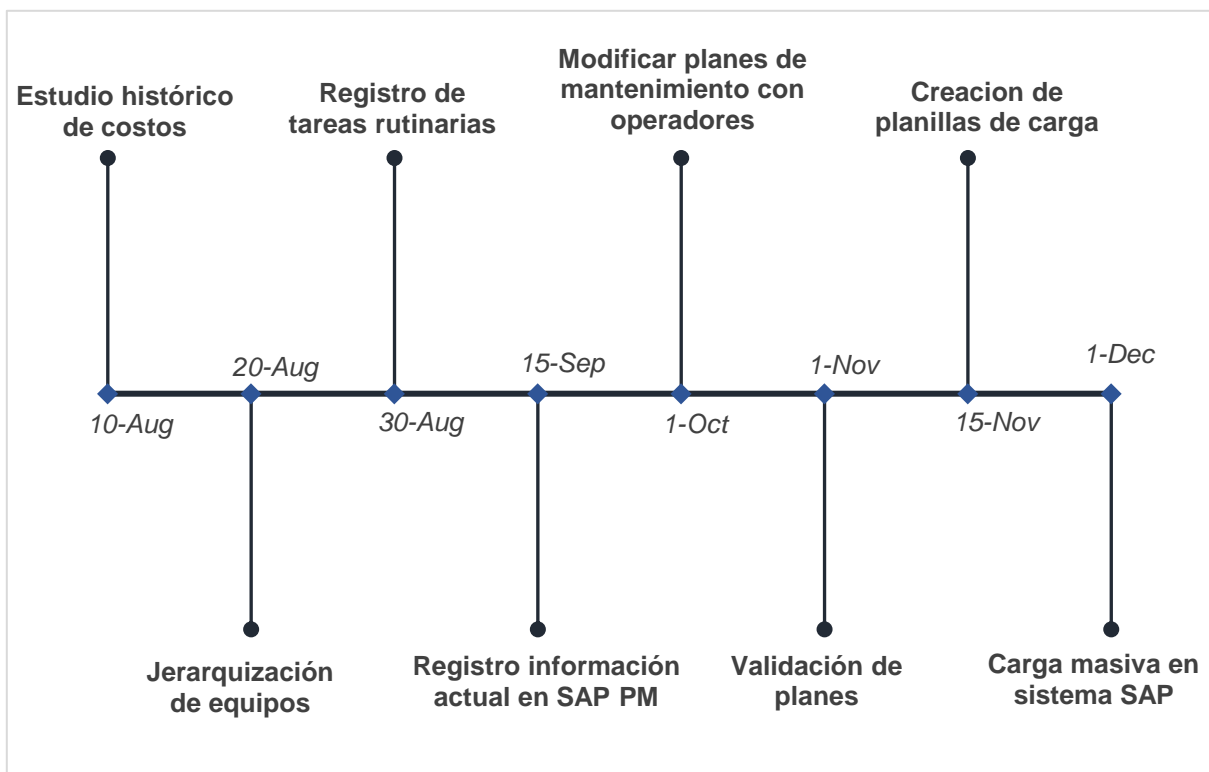 Estudio histórico
de costos
Registro de
tareas rutinarias
Modificar planes de
mantenimiento con
operadores
Creacion de
planillas de carga
10-Aug
20-Aug
30-Aug
15-Sep
1-Oct
1-Nov
15-Nov
1-Dec
Jerarquización
de equipos
Registro información
actual en SAP PM
Validación de
planes
Carga masiva en
sistema SAP